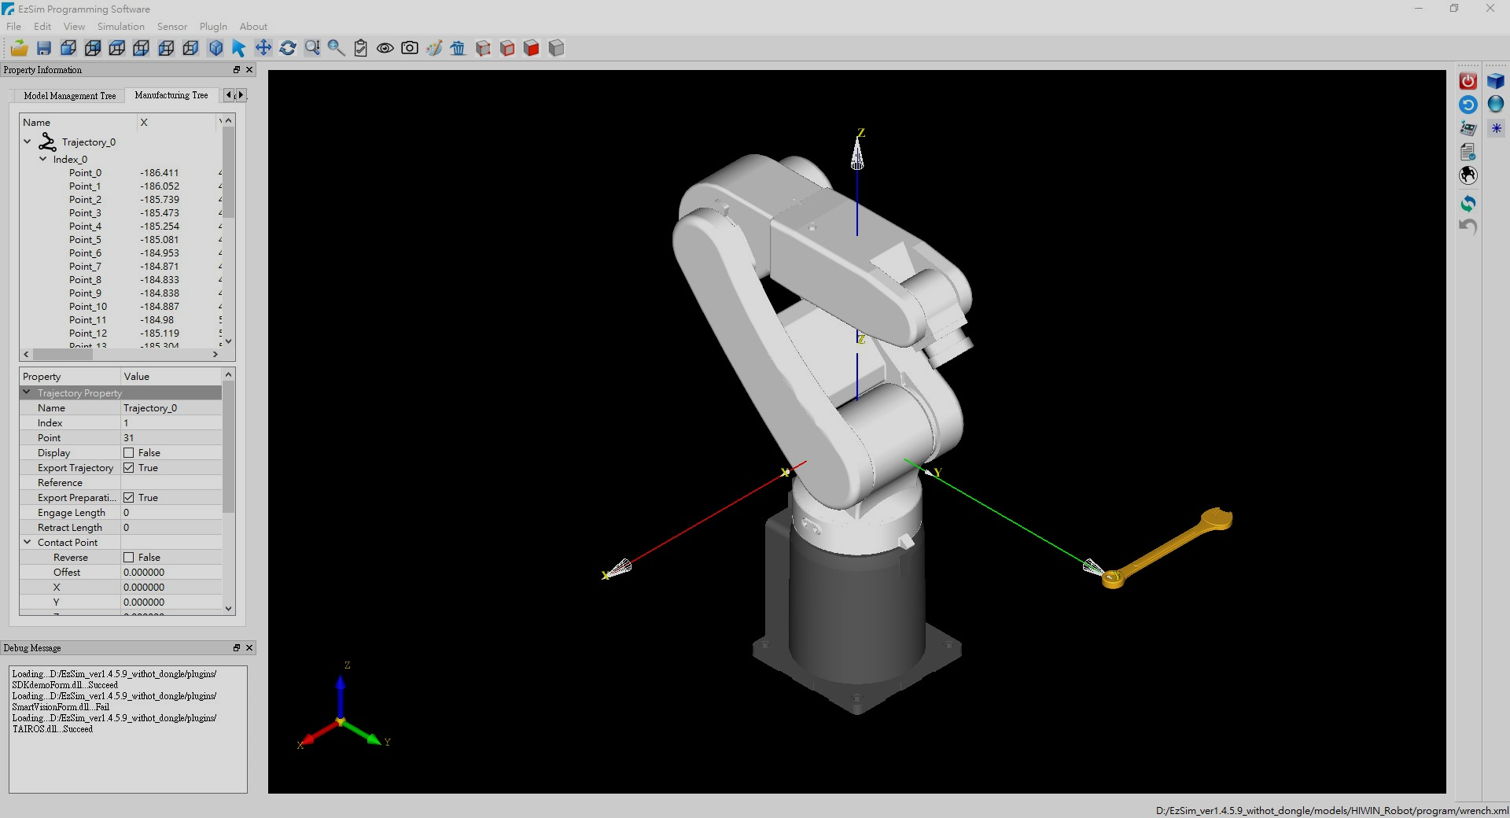 EzSim Programming Software
File Edit View Simulation Sensor PlugIn About
Property Information
Model Management Tree Manufacturing Tree
Name X
Trajectory_0
Index_0
Point_0 -186.411
Point_1 -186.052
Point_2 -185.739
Point_3 -185.473
Point_4 -185.254
Point_5 -185.081
Point_6 -184.953
Point_7 -184.871
Point_8 -184.833
Point_9 -184.838
Point_10 -184.887
Point_11 -184.98
Point_12 -185.119
Point_13 -185.304
Property Value
Trajectory Property
Name Trajectory_0
Index 1
Point 31
Display False
Export Trajectory True
Reference
Export Preparati... True
Engage Length 0
Retract Length 0
Contact Point
Reverse False
Offest 0.000000
X 0.000000
Y 0.000000
Debug Message
Loading...D:/EzSim_ver1.4.5.9_withot_dongle/plugins/
SDKdemoForm.dll...Succeed
Loading...D:/EzSim_ver1.4.5.9_withot_dongle/plugins/
SmartVisionForm.dll...Fail
Loading...D:/EzSim_ver1.4.5.9_withot_dongle/plugins/
TAIROS.dll...Succeed
Z
Z
X
Y
X
Z
X
Y
D:/EzSim_ver1.4.5.9_withot_dongle/models/HIWIN_Robot/program/wrench.xml